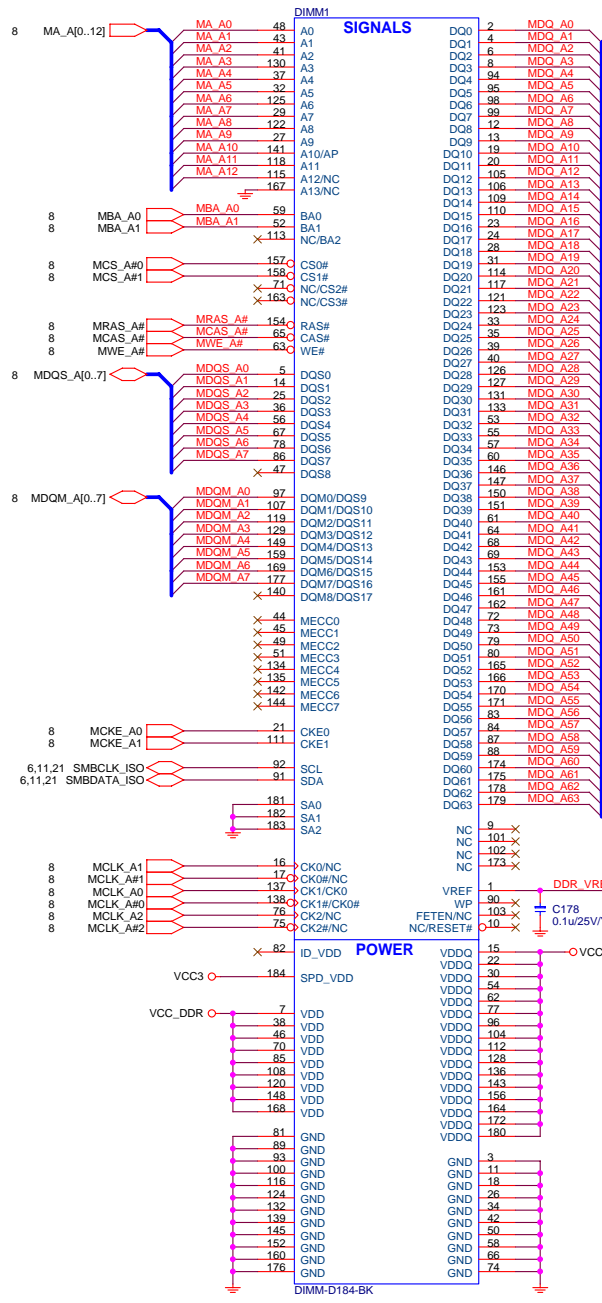 DIMM1
SIGNALS
8 MA_A[0..12]
MA_A0 48 A0
MA_A1 43 A1
MA_A2 41 A2
MA_A3 130 A3
MA_A4 37 A4
MA_A5 32 A5
MA_A6 125 A6
MA_A7 29 A7
MA_A8 122 A8
MA_A9 27 A9
MA_A10 141 A10/AP
MA_A11 118 A11
MA_A12 115 A12/NC
167 A13/NC
8 MBA_A0 MBA_A0 59 BA0
8 MBA_A1 MBA_A1 52 BA1
113 NC/BA2
8 MCS_A#0 157 CS0#
8 MCS_A#1 158 CS1#
71 NC/CS2#
163 NC/CS3#
8 MRAS_A# MRAS_A# 154 RAS#
8 MCAS_A# MCAS_A# 65 CAS#
8 MWE_A# MWE_A# 63 WE#
8 MDQS_A[0..7]
MDQS_A0 5 DQS0
MDQS_A1 14 DQS1
MDQS_A2 25 DQS2
MDQS_A3 36 DQS3
MDQS_A4 56 DQS4
MDQS_A5 67 DQS5
MDQS_A6 78 DQS6
MDQS_A7 86 DQS7
47 DQS8
8 MDQM_A[0..7]
MDQM_A0 97 DQM0/DQS9
MDQM_A1 107 DQM1/DQS10
MDQM_A2 119 DQM2/DQS11
MDQM_A3 129 DQM3/DQS12
MDQM_A4 149 DQM4/DQS13
MDQM_A5 159 DQM5/DQS14
MDQM_A6 169 DQM6/DQS15
MDQM_A7 177 DQM7/DQS16
140 DQM8/DQS17
44 MECC0
45 MECC1
49 MECC2
51 MECC3
134 MECC4
135 MECC5
142 MECC6
144 MECC7
8 MCKE_A0 21 CKE0
8 MCKE_A1 111 CKE1
6,11,21 SMBCLK_ISO 92 SCL
6,11,21 SMBDATA_ISO 91 SDA
181 SA0
182 SA1
183 SA2
8 MCLK_A1 16 CK0/NC
8 MCLK_A#1 17 CK0#/NC
8 MCLK_A0 137 CK1/CK0
8 MCLK_A#0 138 CK1#/CK0#
8 MCLK_A2 76 CK2/NC
8 MCLK_A#2 75 CK2#/NC
DQ0 2 MDQ_A0
DQ1 4 MDQ_A1
DQ2 6 MDQ_A2
DQ3 8 MDQ_A3
DQ4 94 MDQ_A4
DQ5 95 MDQ_A5
DQ6 98 MDQ_A6
DQ7 99 MDQ_A7
DQ8 12 MDQ_A8
DQ9 13 MDQ_A9
DQ10 19 MDQ_A10
DQ11 20 MDQ_A11
DQ12 105 MDQ_A12
DQ13 106 MDQ_A13
DQ14 109 MDQ_A14
DQ15 110 MDQ_A15
DQ16 23 MDQ_A16
DQ17 24 MDQ_A17
DQ18 28 MDQ_A18
DQ19 31 MDQ_A19
DQ20 114 MDQ_A20
DQ21 117 MDQ_A21
DQ22 121 MDQ_A22
DQ23 123 MDQ_A23
DQ24 33 MDQ_A24
DQ25 35 MDQ_A25
DQ26 39 MDQ_A26
DQ27 40 MDQ_A27
DQ28 126 MDQ_A28
DQ29 127 MDQ_A29
DQ30 131 MDQ_A30
DQ31 133 MDQ_A31
DQ32 53 MDQ_A32
DQ33 55 MDQ_A33
DQ34 57 MDQ_A34
DQ35 60 MDQ_A35
DQ36 146 MDQ_A36
DQ37 147 MDQ_A37
DQ38 150 MDQ_A38
DQ39 151 MDQ_A39
DQ40 61 MDQ_A40
DQ41 64 MDQ_A41
DQ42 68 MDQ_A42
DQ43 69 MDQ_A43
DQ44 153 MDQ_A44
DQ45 155 MDQ_A45
DQ46 161 MDQ_A46
DQ47 162 MDQ_A47
DQ48 72 MDQ_A48
DQ49 73 MDQ_A49
DQ50 79 MDQ_A50
DQ51 80 MDQ_A51
DQ52 165 MDQ_A52
DQ53 166 MDQ_A53
DQ54 170 MDQ_A54
DQ55 171 MDQ_A55
DQ56 83 MDQ_A56
DQ57 84 MDQ_A57
DQ58 87 MDQ_A58
DQ59 88 MDQ_A59
DQ60 174 MDQ_A60
DQ61 175 MDQ_A61
DQ62 178 MDQ_A62
DQ63 179 MDQ_A63
NC 9
NC 101
NC 102
NC 173
VREF 1
WP 90
FETEN/NC 103
NC/RESET# 10
C178
0.1u/25V/
POWER
82 ID_VDD
VCC3 184 SPD_VDD
VCC_DDR 7 VDD
38 VDD
46 VDD
70 VDD
85 VDD
108 VDD
120 VDD
148 VDD
168 VDD
81 GND
89 GND
93 GND
100 GND
116 GND
124 GND
132 GND
139 GND
145 GND
152 GND
160 GND
176 GND
VDDQ 15 VCC
VDDQ 22
VDDQ 30
VDDQ 54
VDDQ 62
VDDQ 77
VDDQ 96
VDDQ 104
VDDQ 112
VDDQ 128
VDDQ 136
VDDQ 143
VDDQ 156
VDDQ 164
VDDQ 172
VDDQ 180
GND 3
GND 11
GND 18
GND 26
GND 34
GND 42
GND 50
GND 58
GND 66
GND 74
DIMM-D184-BK